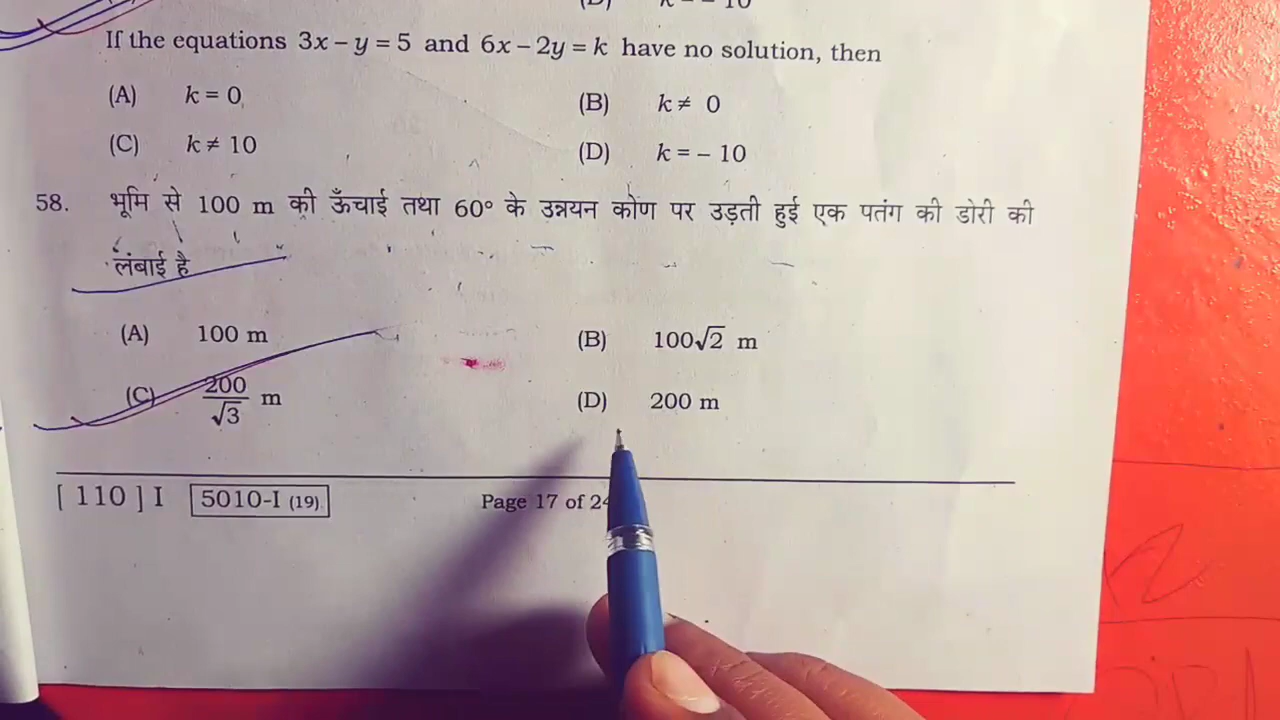 (D) k = – 10
If the equations 3x – y = 5 and 6x – 2y = k have no solution, then
(A) k = 0 (B) k ≠ 0
(C) k ≠ 10 (D) k = – 10
58. भूमि से 100 m की ऊँचाई तथा 60° के उन्नयन कोण पर उड़ती हुई एक पतंग की डोरी की
लंबाई है
(A) 100 m (B) 100√2 m
(C) 200/√3 m (D) 200 m
[ 110 ] I 5010-I (19) Page 17 of 24